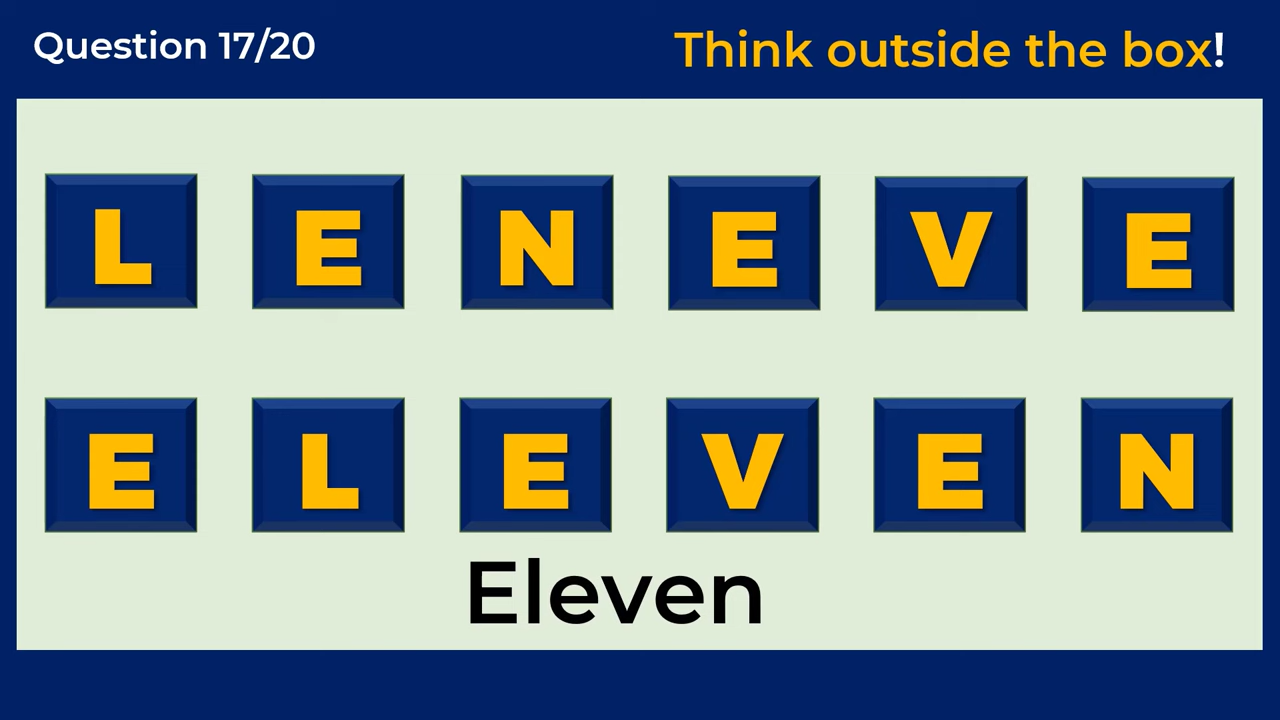 Question 17/20
Think outside the box!
L E N E V E
E L E V E N
Eleven